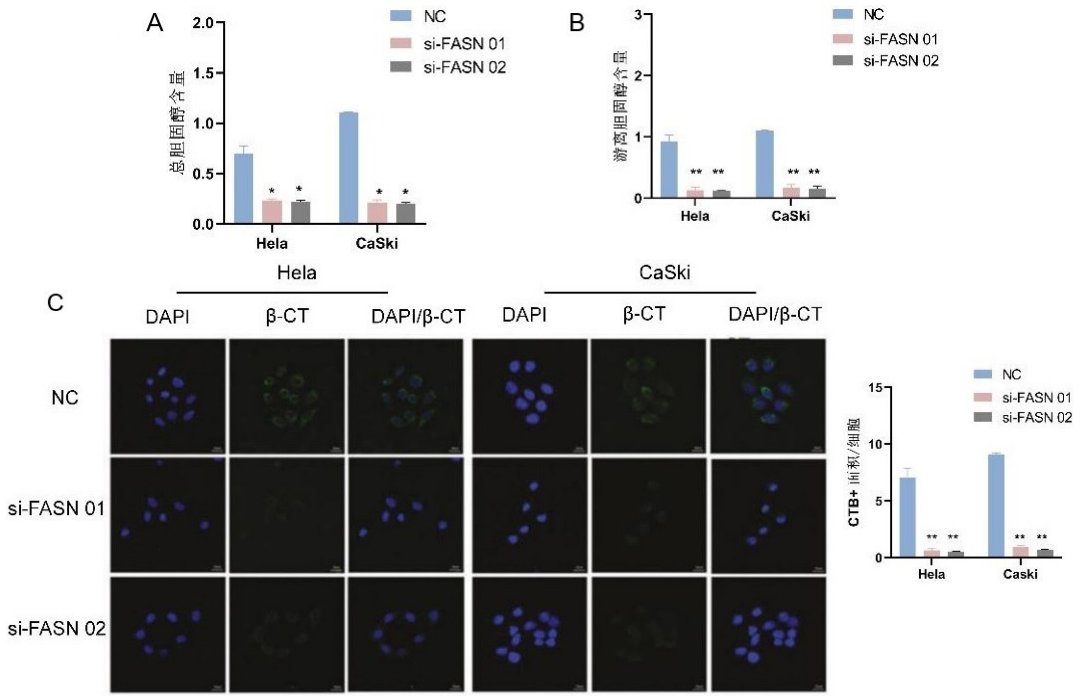 A
总胆固醇含量
2.0
1.5
1.0
0.5
0.0
NC
si-FASN 01
si-FASN 02
* * * *
Hela CaSki
B
游离胆固醇含量
3
2
1
0
NC
si-FASN 01
si-FASN 02
** ** ** **
Hela CaSki
C
Hela CaSki
DAPI β-CT DAPI/β-CT DAPI β-CT DAPI/β-CT
NC
si-FASN 01
si-FASN 02
CTB+ 面积/细胞
15
10
5
0
NC
si-FASN 01
si-FASN 02
** ** ** **
Hela Caski